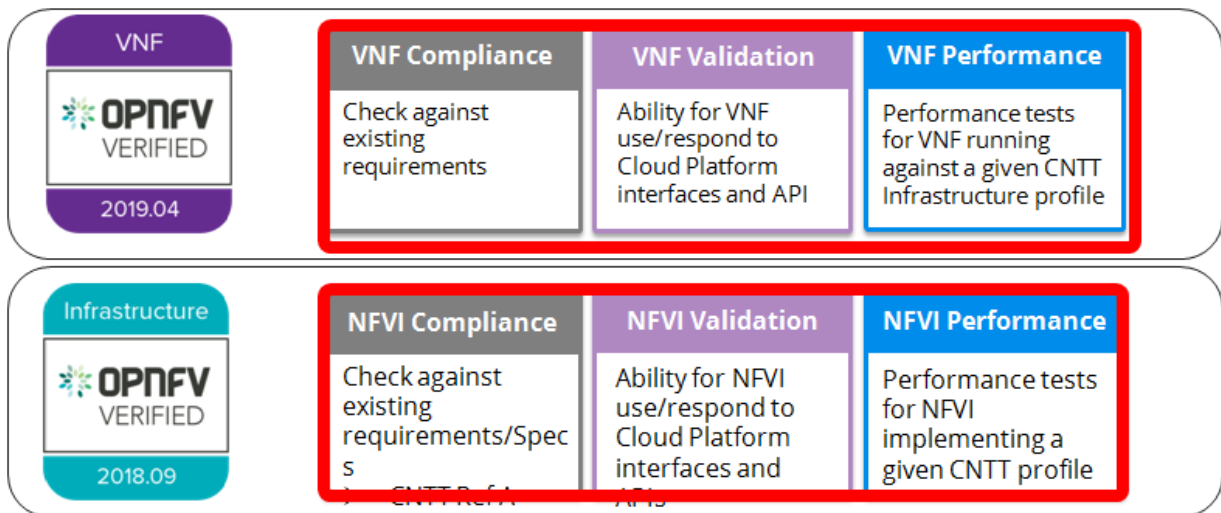 VNF
OPNFV
VERIFIED
2019.04
VNF Compliance
Check against
existing
requirements
VNF Validation
Ability for VNF
use/respond to
Cloud Platform
interfaces and API
VNF Performance
Performance tests
for VNF running
against a given CNTT
Infrastructure profile
Infrastructure
OPNFV
VERIFIED
2018.09
NFVI Compliance
Check against
existing
requirements/Spec
s
CNTT Ref A
NFVI Validation
Ability for NFVI
use/respond to
Cloud Platform
interfaces and
APIs
NFVI Performance
Performance tests
for NFVI
implementing a
given CNTT profile